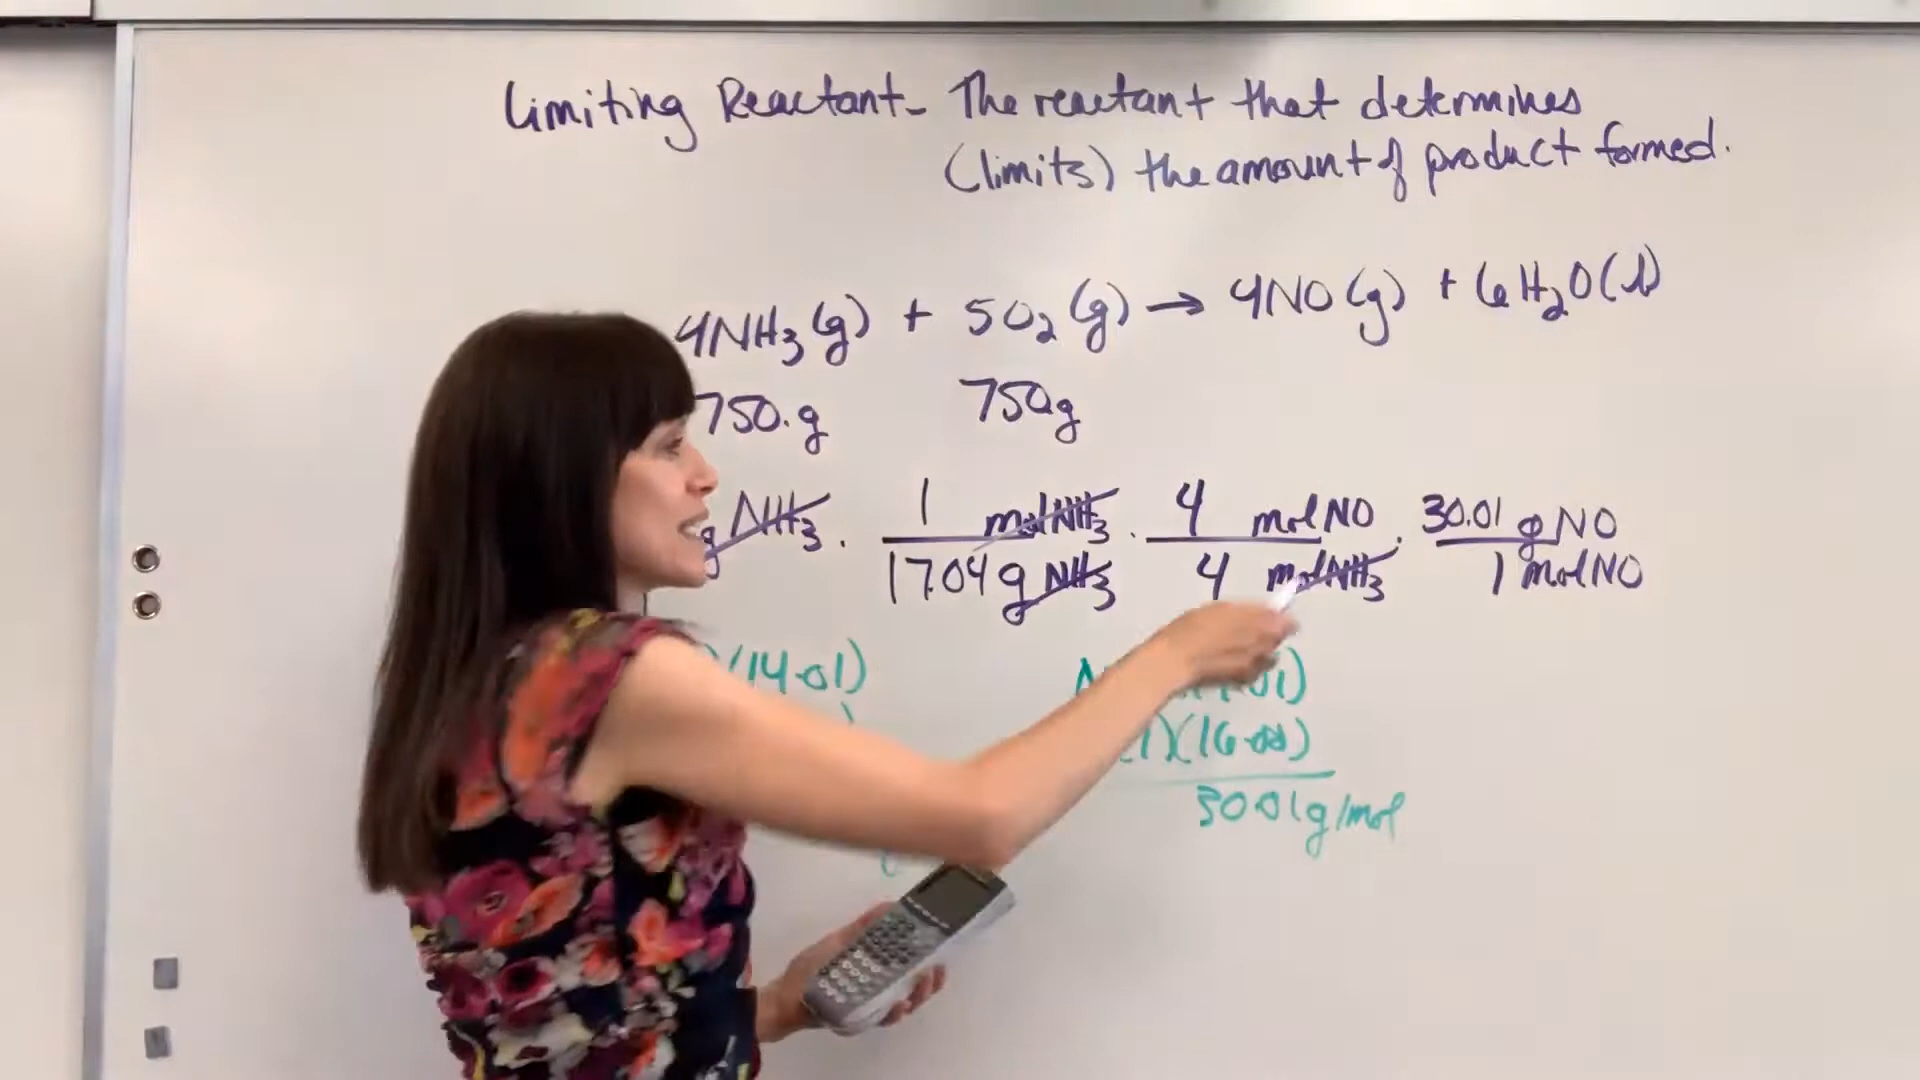 Limiting Reactant - The reactant that determines
(limits) the amount of product formed.
4NH₃(g) + 5O₂(g) → 4NO(g) + 6H₂O(l)
750.g 750.g
g NH₃ · 1 mol NH₃ · 4 mol NO · 30.01 g NO
17.04 g NH₃ 4 mol NH₃ 1 mol NO
(14.01)
(1)(16.00)
30.01g/mol